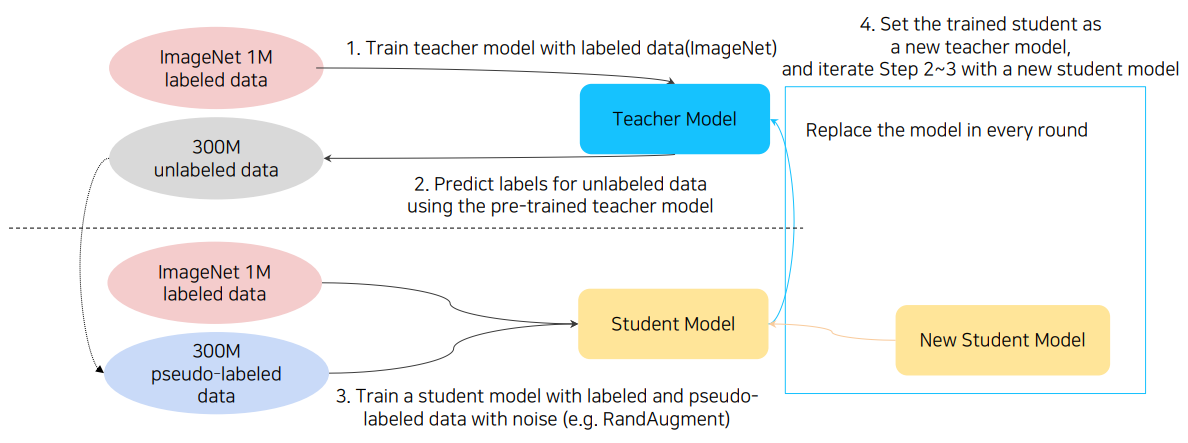 4. Set the trained student as
a new teacher model,
and iterate Step 2~3 with a new student model
1. Train teacher model with labeled data(ImageNet)
ImageNet 1M
labeled data
Teacher Model
Replace the model in every round
300M
unlabeled data
2. Predict labels for unlabeled data
using the pre-trained teacher model
ImageNet 1M
labeled data
Student Model
New Student Model
300M
pseudo-labeled
data
3. Train a student model with labeled and pseudo-
labeled data with noise (e.g. RandAugment)